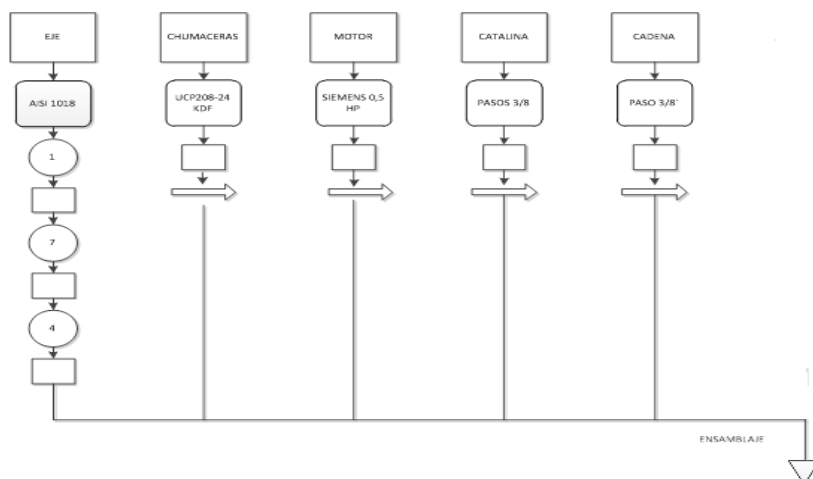 EJE
CHUMACERAS
MOTOR
CATALINA
CADENA
AISI 1018
UCP208-24
KDF
SIEMENS 0,5
HP
PASOS 3/8
PASO 3/8`
1
7
4
ENSAMBLAJE